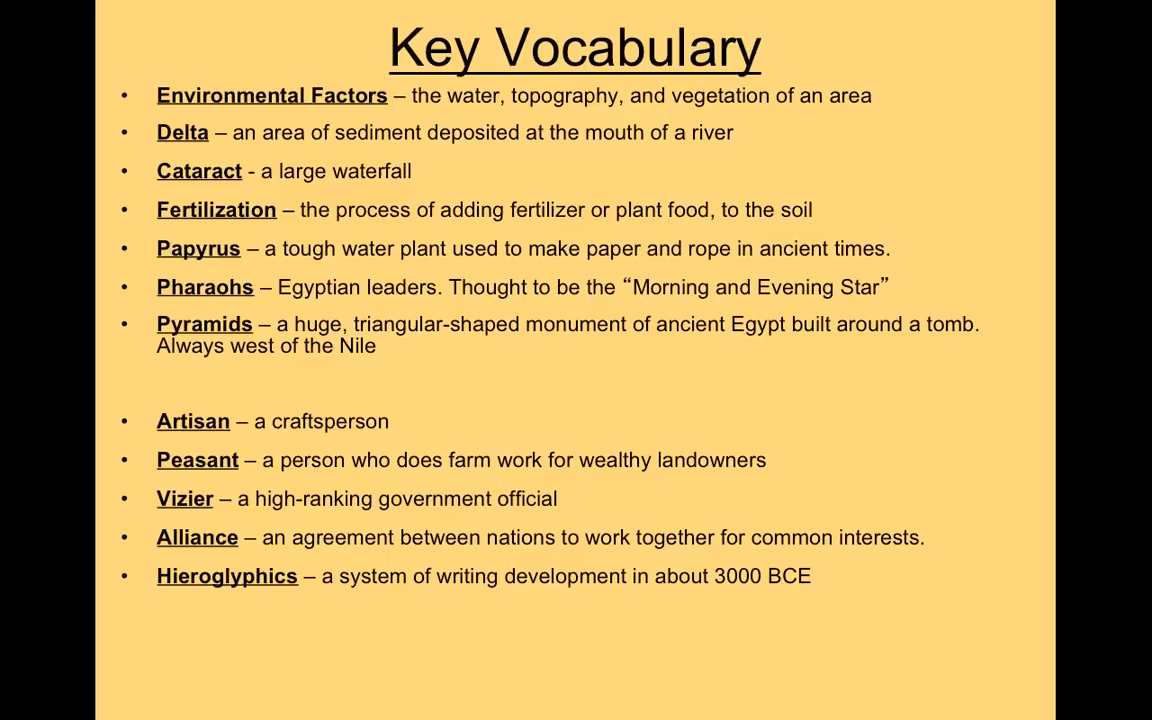 Key Vocabulary
• Environmental Factors – the water, topography, and vegetation of an area
• Delta – an area of sediment deposited at the mouth of a river
• Cataract - a large waterfall
• Fertilization – the process of adding fertilizer or plant food, to the soil
• Papyrus – a tough water plant used to make paper and rope in ancient times.
• Pharaohs – Egyptian leaders. Thought to be the “Morning and Evening Star”
• Pyramids – a huge, triangular-shaped monument of ancient Egypt built around a tomb.
Always west of the Nile
• Artisan – a craftsperson
• Peasant – a person who does farm work for wealthy landowners
• Vizier – a high-ranking government official
• Alliance – an agreement between nations to work together for common interests.
• Hieroglyphics – a system of writing development in about 3000 BCE